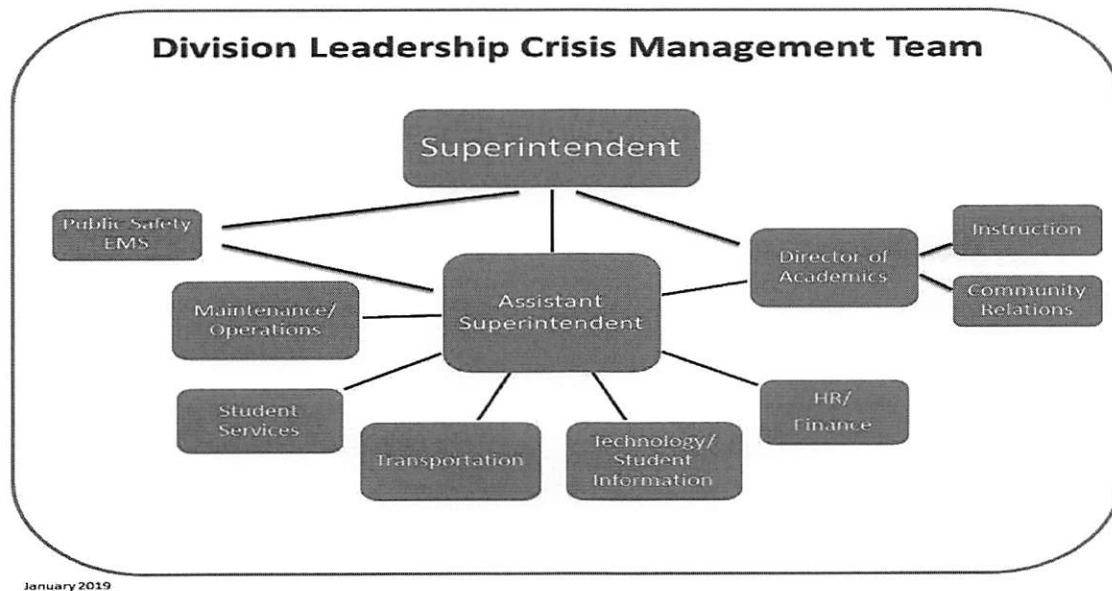 Division Leadership Crisis Management Team
Superintendent
Public Safety
EMS
Instruction
Director of
Academics
Community
Relations
Assistant
Superintendent
Maintenance/
Operations
Student
Services
HR/
Finance
Transportation
Technology/
Student
Information
January 2019